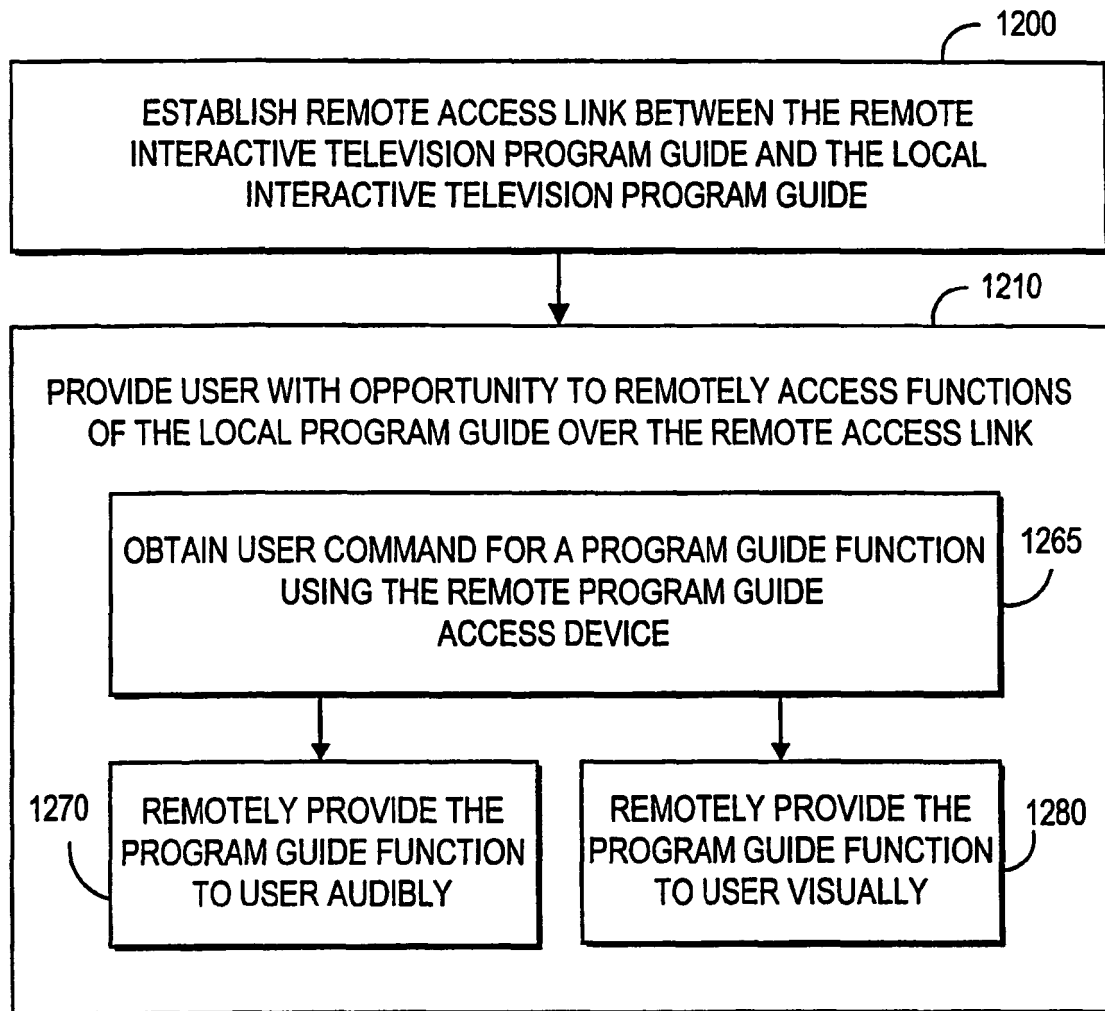 1200
ESTABLISH REMOTE ACCESS LINK BETWEEN THE REMOTE
INTERACTIVE TELEVISION PROGRAM GUIDE AND THE LOCAL
INTERACTIVE TELEVISION PROGRAM GUIDE
1210
PROVIDE USER WITH OPPORTUNITY TO REMOTELY ACCESS FUNCTIONS
OF THE LOCAL PROGRAM GUIDE OVER THE REMOTE ACCESS LINK
OBTAIN USER COMMAND FOR A PROGRAM GUIDE FUNCTION
USING THE REMOTE PROGRAM GUIDE
ACCESS DEVICE
1265
1270
REMOTELY PROVIDE THE
PROGRAM GUIDE FUNCTION
TO USER AUDIBLY
REMOTELY PROVIDE THE
PROGRAM GUIDE FUNCTION
TO USER VISUALLY
1280